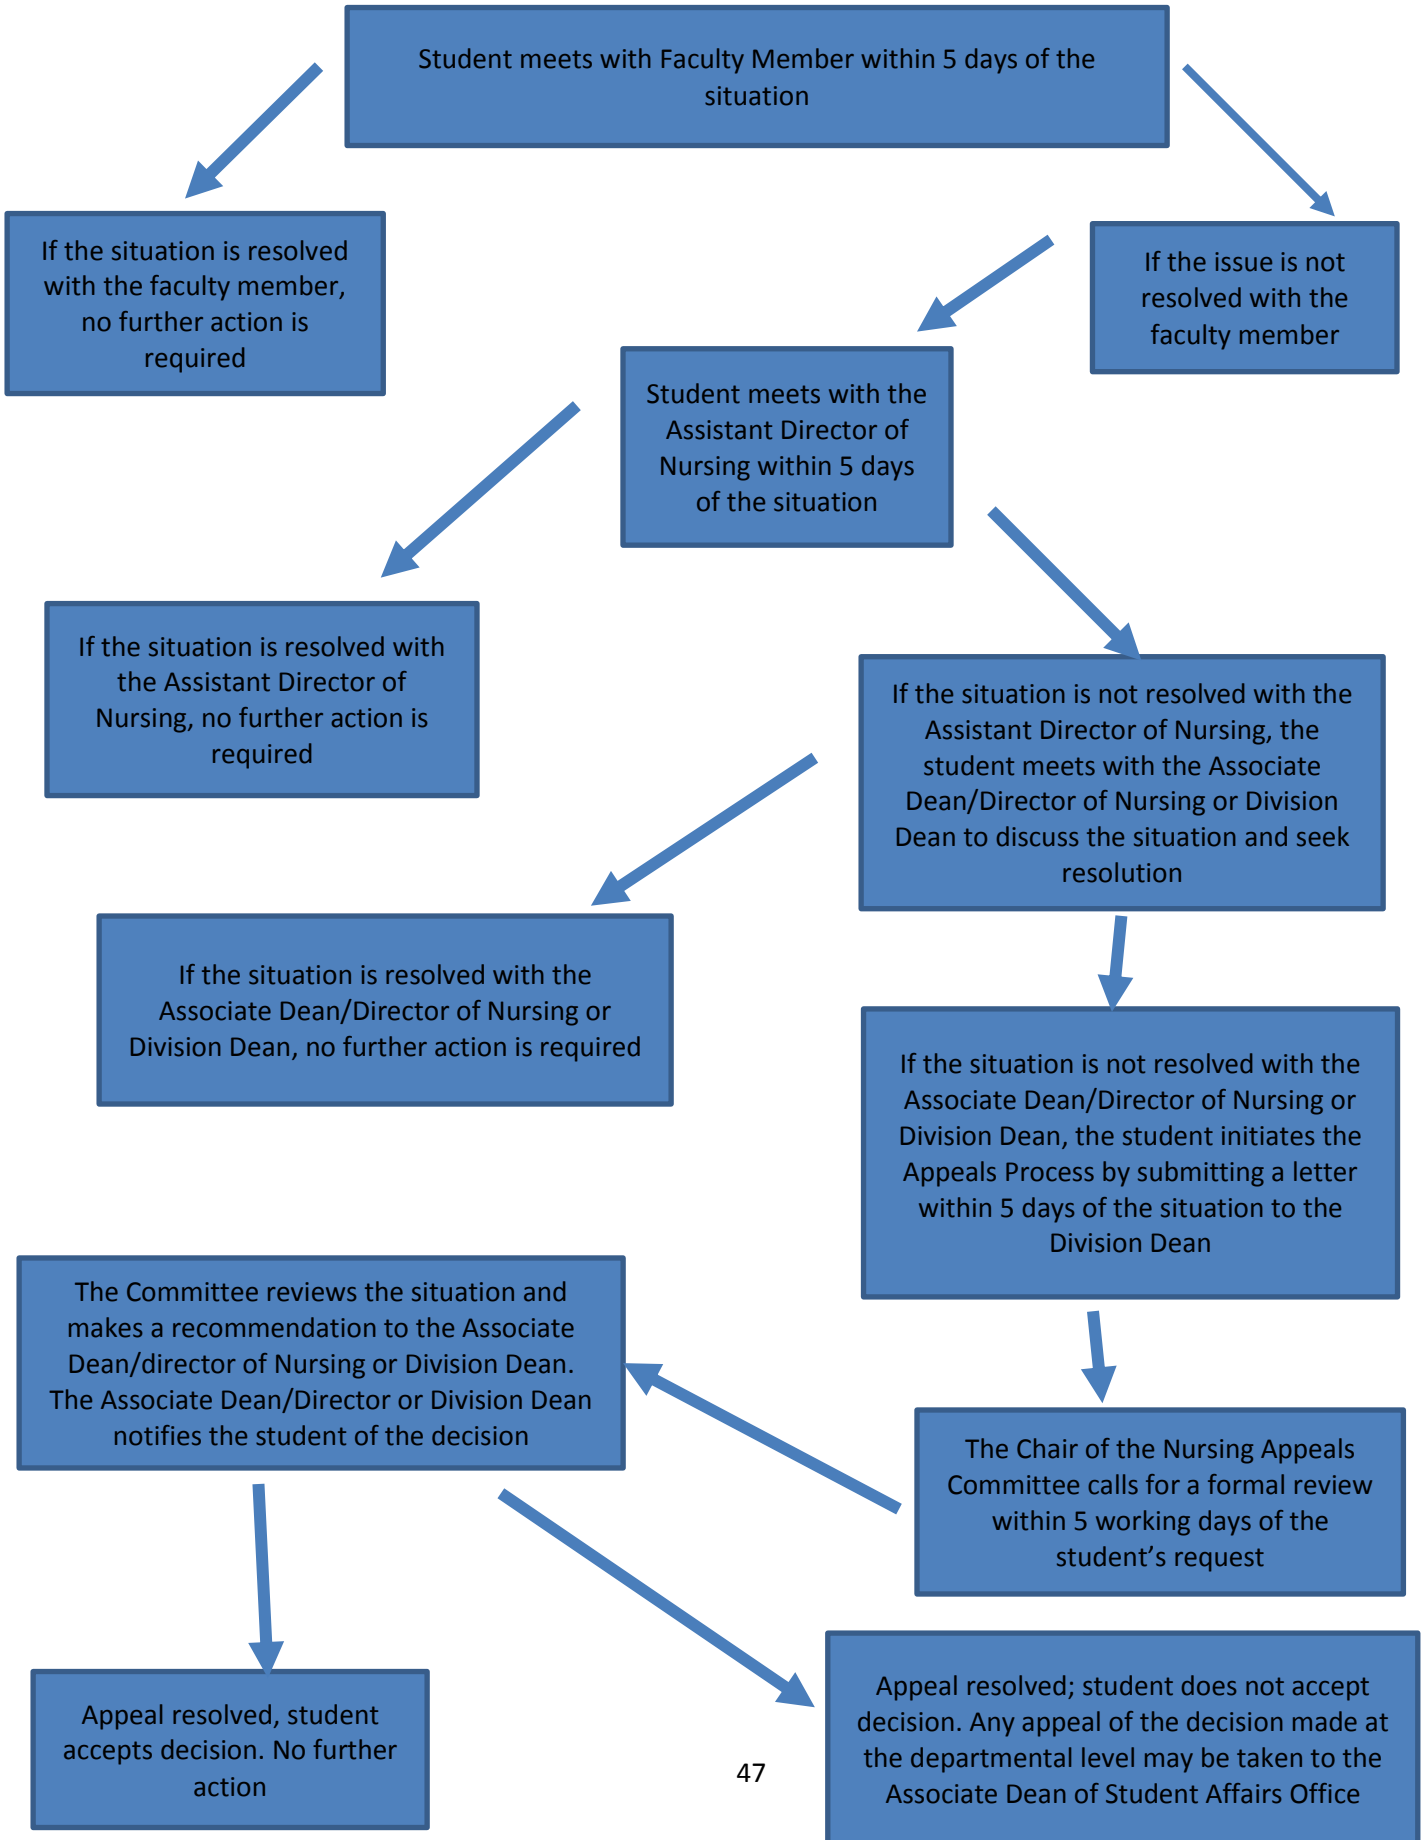 Student meets with Faculty Member within 5 days of the
situation
If the situation is resolved
with the faculty member,
no further action is
required
If the issue is not
resolved with the
faculty member
Student meets with the
Assistant Director of
Nursing within 5 days
of the situation
If the situation is resolved with
the Assistant Director of
Nursing, no further action is
required
If the situation is not resolved with the
Assistant Director of Nursing, the
student meets with the Associate
Dean/Director of Nursing or Division
Dean to discuss the situation and seek
resolution
If the situation is resolved with the
Associate Dean/Director of Nursing or
Division Dean, no further action is required
If the situation is not resolved with the
Associate Dean/Director of Nursing or
Division Dean, the student initiates the
Appeals Process by submitting a letter
within 5 days of the situation to the
Division Dean
The Committee reviews the situation and
makes a recommendation to the Associate
Dean/director of Nursing or Division Dean.
The Associate Dean/Director or Division Dean
notifies the student of the decision
The Chair of the Nursing Appeals
Committee calls for a formal review
within 5 working days of the
student’s request
Appeal resolved, student
accepts decision. No further
action
Appeal resolved; student does not accept
decision. Any appeal of the decision made at
the departmental level may be taken to the
Associate Dean of Student Affairs Office
47